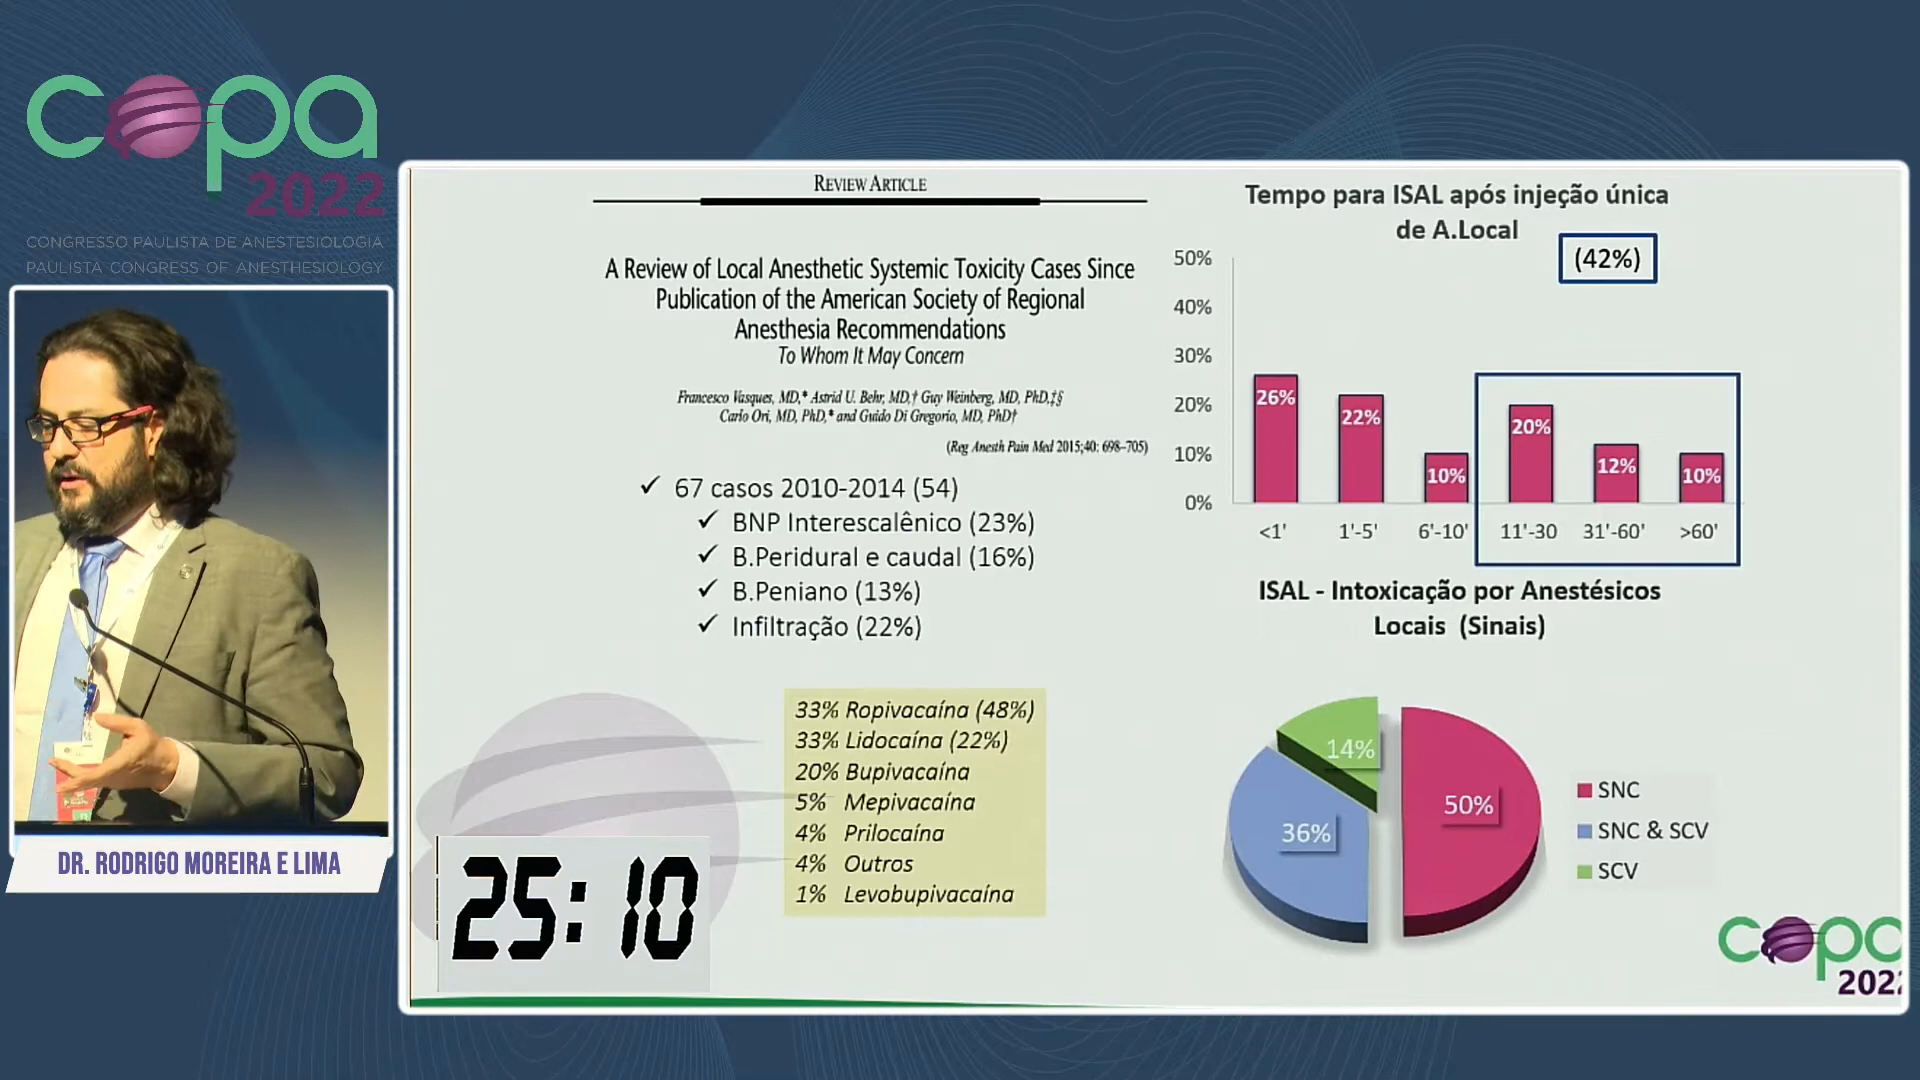 copa
2022
CONGRESSO PAULISTA DE ANESTESIOLOGIA
PAULISTA CONGRESS OF ANESTHESIOLOGY
DR. RODRIGO MOREIRA E LIMA
REVIEW ARTICLE
A Review of Local Anesthetic Systemic Toxicity Cases Since
Publication of the American Society of Regional
Anesthesia Recommendations
To Whom It May Concern
Francesco Vasques, MD,* Astrid U. Behr, MD,† Guy Weinberg, MD, PhD,‡§
Carlo Ori, MD, PhD,* and Guido Di Gregorio, MD, PhD†
(Reg Anesth Pain Med 2015;40: 698–705)
✓ 67 casos 2010-2014 (54)
✓ BNP Interescalênico (23%)
✓ B.Peridural e caudal (16%)
✓ B.Peniano (13%)
✓ Infiltração (22%)
33% Ropivacaína (48%)
33% Lidocaína (22%)
20% Bupivacaína
5% Mepivacaína
4% Prilocaína
4% Outros
1% Levobupivacaína
25:10
Tempo para ISAL após injeção única
de A.Local
(42%)
50%
40%
30%
20%
10%
0%
26%
22%
10%
20%
12%
10%
<1'
1'-5'
6'-10'
11'-30
31'-60'
>60'
ISAL - Intoxicação por Anestésicos
Locais (Sinais)
14%
36%
50%
SNC
SNC & SCV
SCV
copa
2022